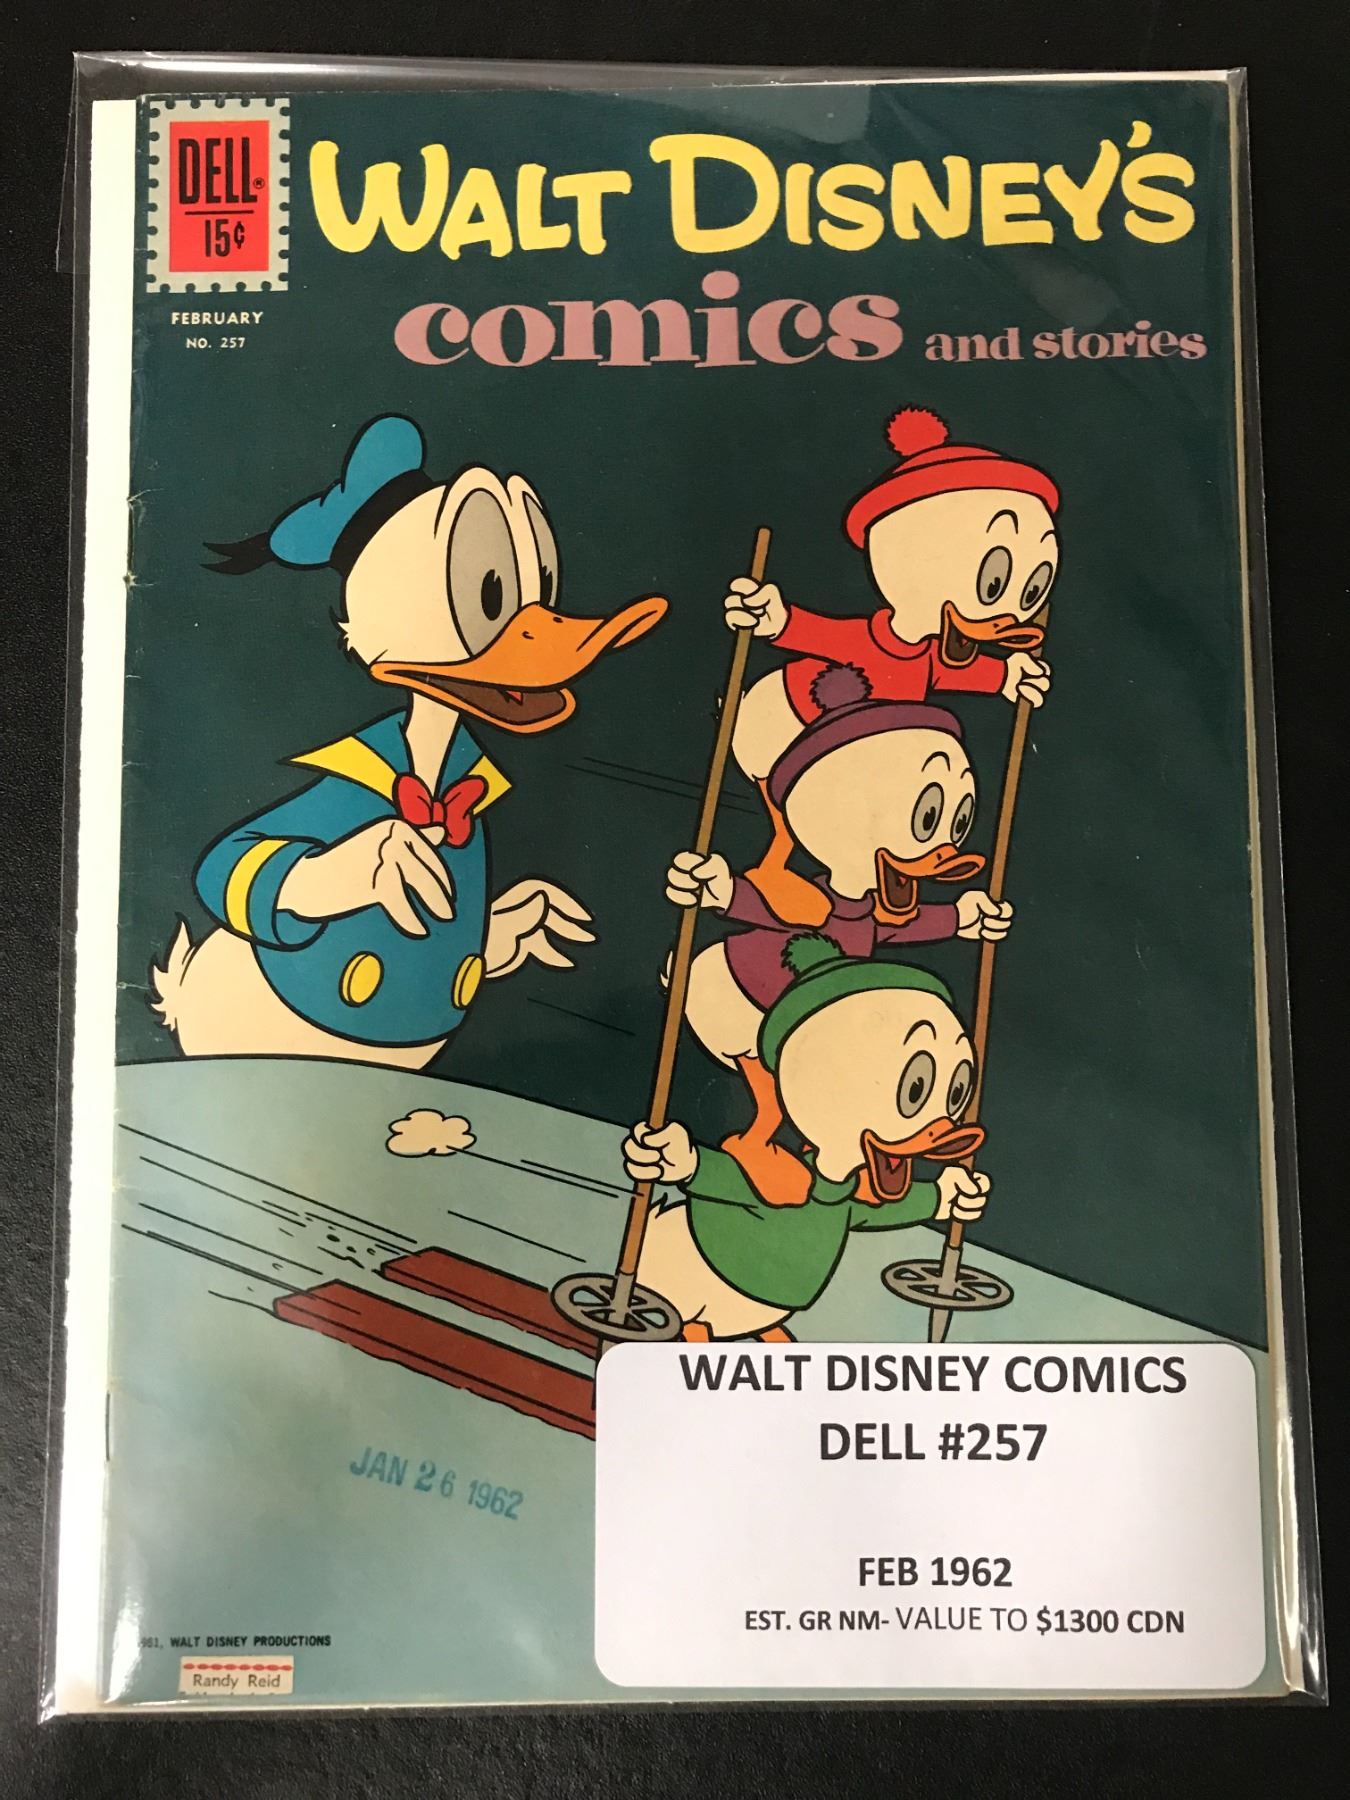 DELL®
15¢
FEBRUARY
NO. 257
WALT DISNEY'S
comics and stories
JAN 26 1962
WALT DISNEY COMICS
DELL #257
FEB 1962
EST. GR NM- VALUE TO $1300 CDN
961, WALT DISNEY PRODUCTIONS
Randy Reid